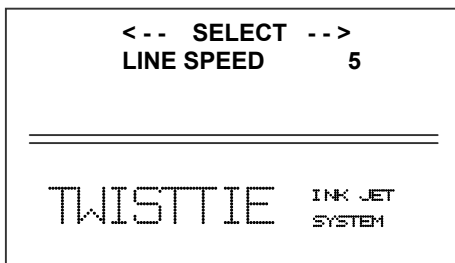 <-- SELECT -->
LINE SPEED 5
TWISTTIE
INK JET
SYSTEM